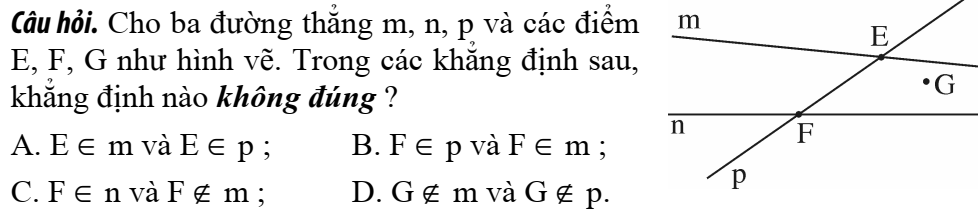 Câu hỏi. Cho ba đường thẳng m, n, p và các điểm
E, F, G như hình vẽ. Trong các khẳng định sau,
khẳng định nào không đúng ?
A. E ∈ m và E ∈ p ; B. F ∈ p và F ∈ m ;
C. F ∈ n và F ∉ m ; D. G ∉ m và G ∉ p.
m
E
G
n
F
p